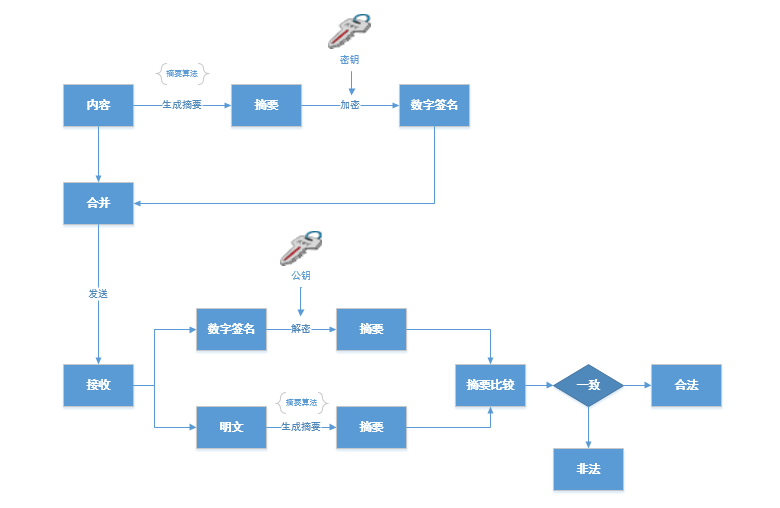 密钥
摘要算法
内容
生成摘要
摘要
加密
数字签名
合并
公钥
发送
数字签名
解密
摘要
接收
摘要比较
一致
合法
摘要算法
明文
生成摘要
摘要
非法